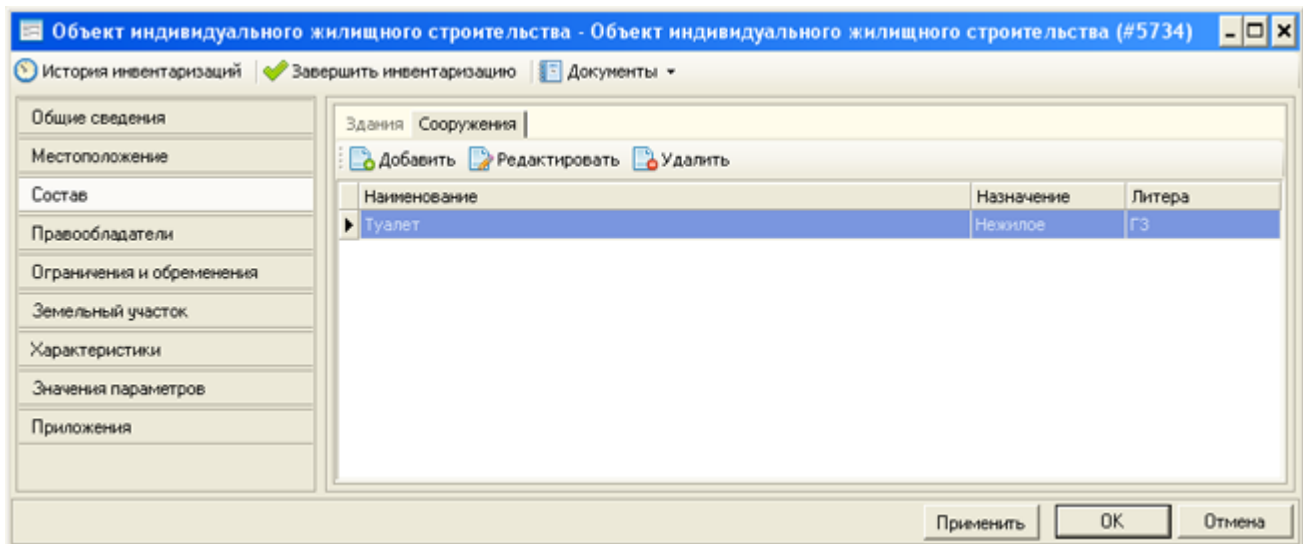 Объект индивидуального жилищного строительства - Объект индивидуального жилищного строительства (#5734)
История инвентаризаций Завершить инвентаризацию Документы
Общие сведения
Местоположение
Состав
Правообладатели
Ограничения и обременения
Земельный участок
Характеристики
Значения параметров
Приложения
Здания Сооружения
Добавить Редактировать Удалить
Наименование Назначение Литера
Туалет Нежилое Г3
Применить OK Отмена